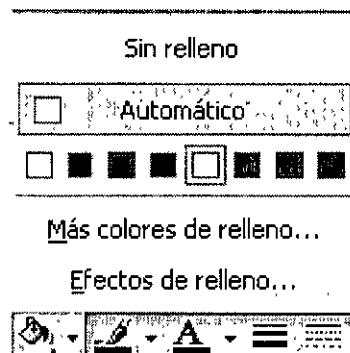 Sin relleno
Automático
Más colores de relleno...
Efectos de relleno...
A